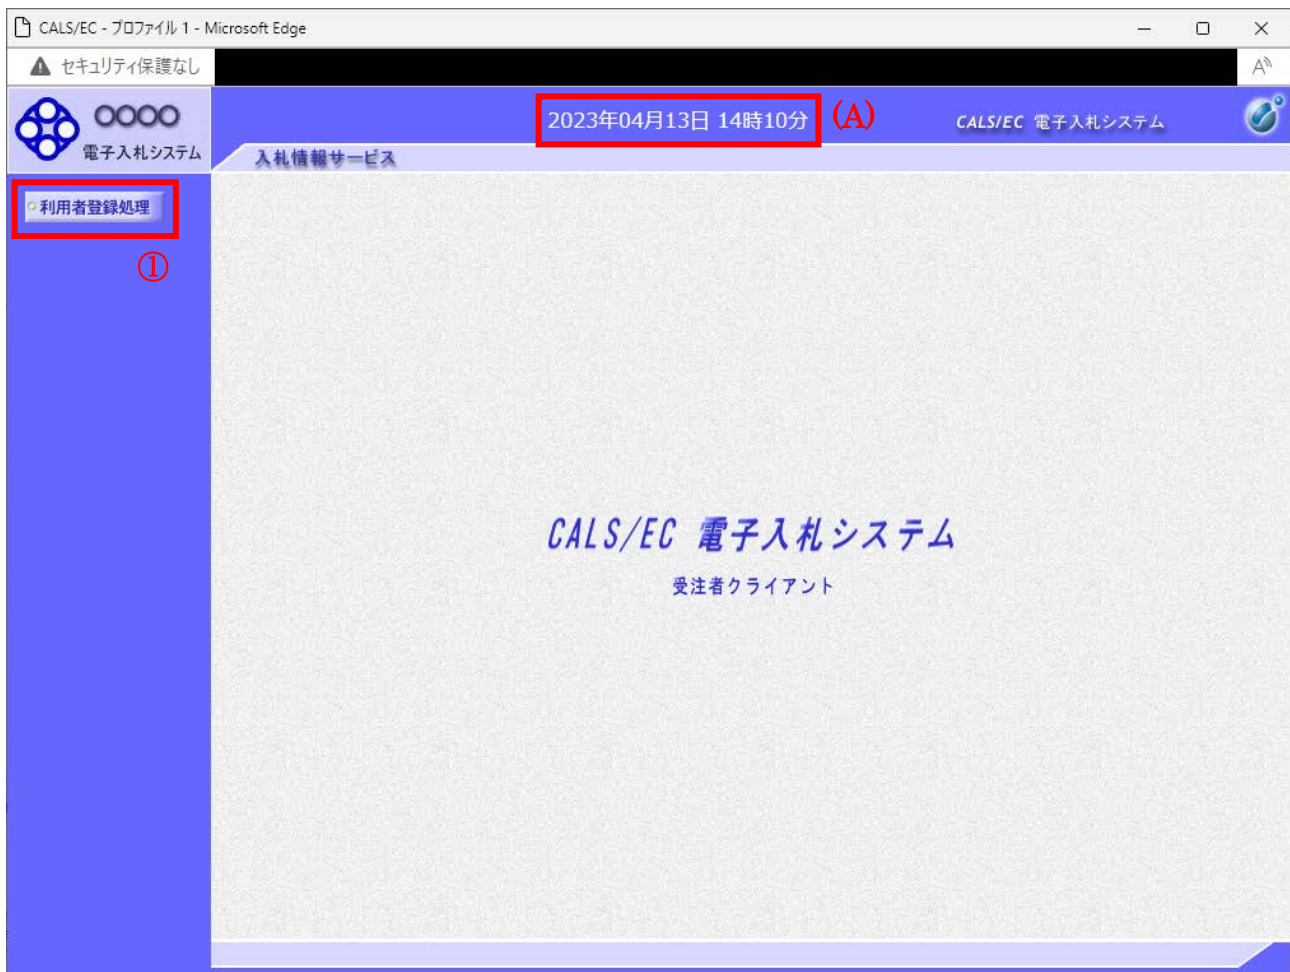 CALS/EC - プロファイル 1 - Microsoft Edge
セキュリティ保護なし
OOOO
電子入札システム
2023年04月13日 14時10分
(A)
CALS/EC 電子入札システム
入札情報サービス
利用者登録処理
①
CALS/EC 電子入札システム
受注者クライアント